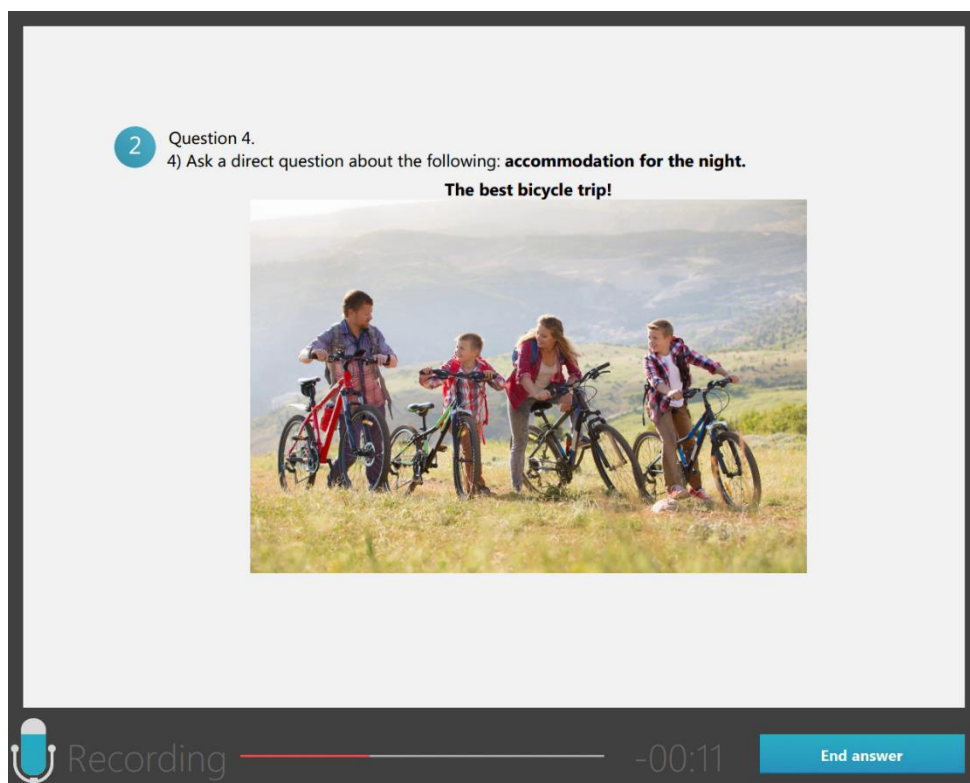 2
Question 4.
4) Ask a direct question about the following: accommodation for the night.
The best bicycle trip!
Recording
-00:11
End answer